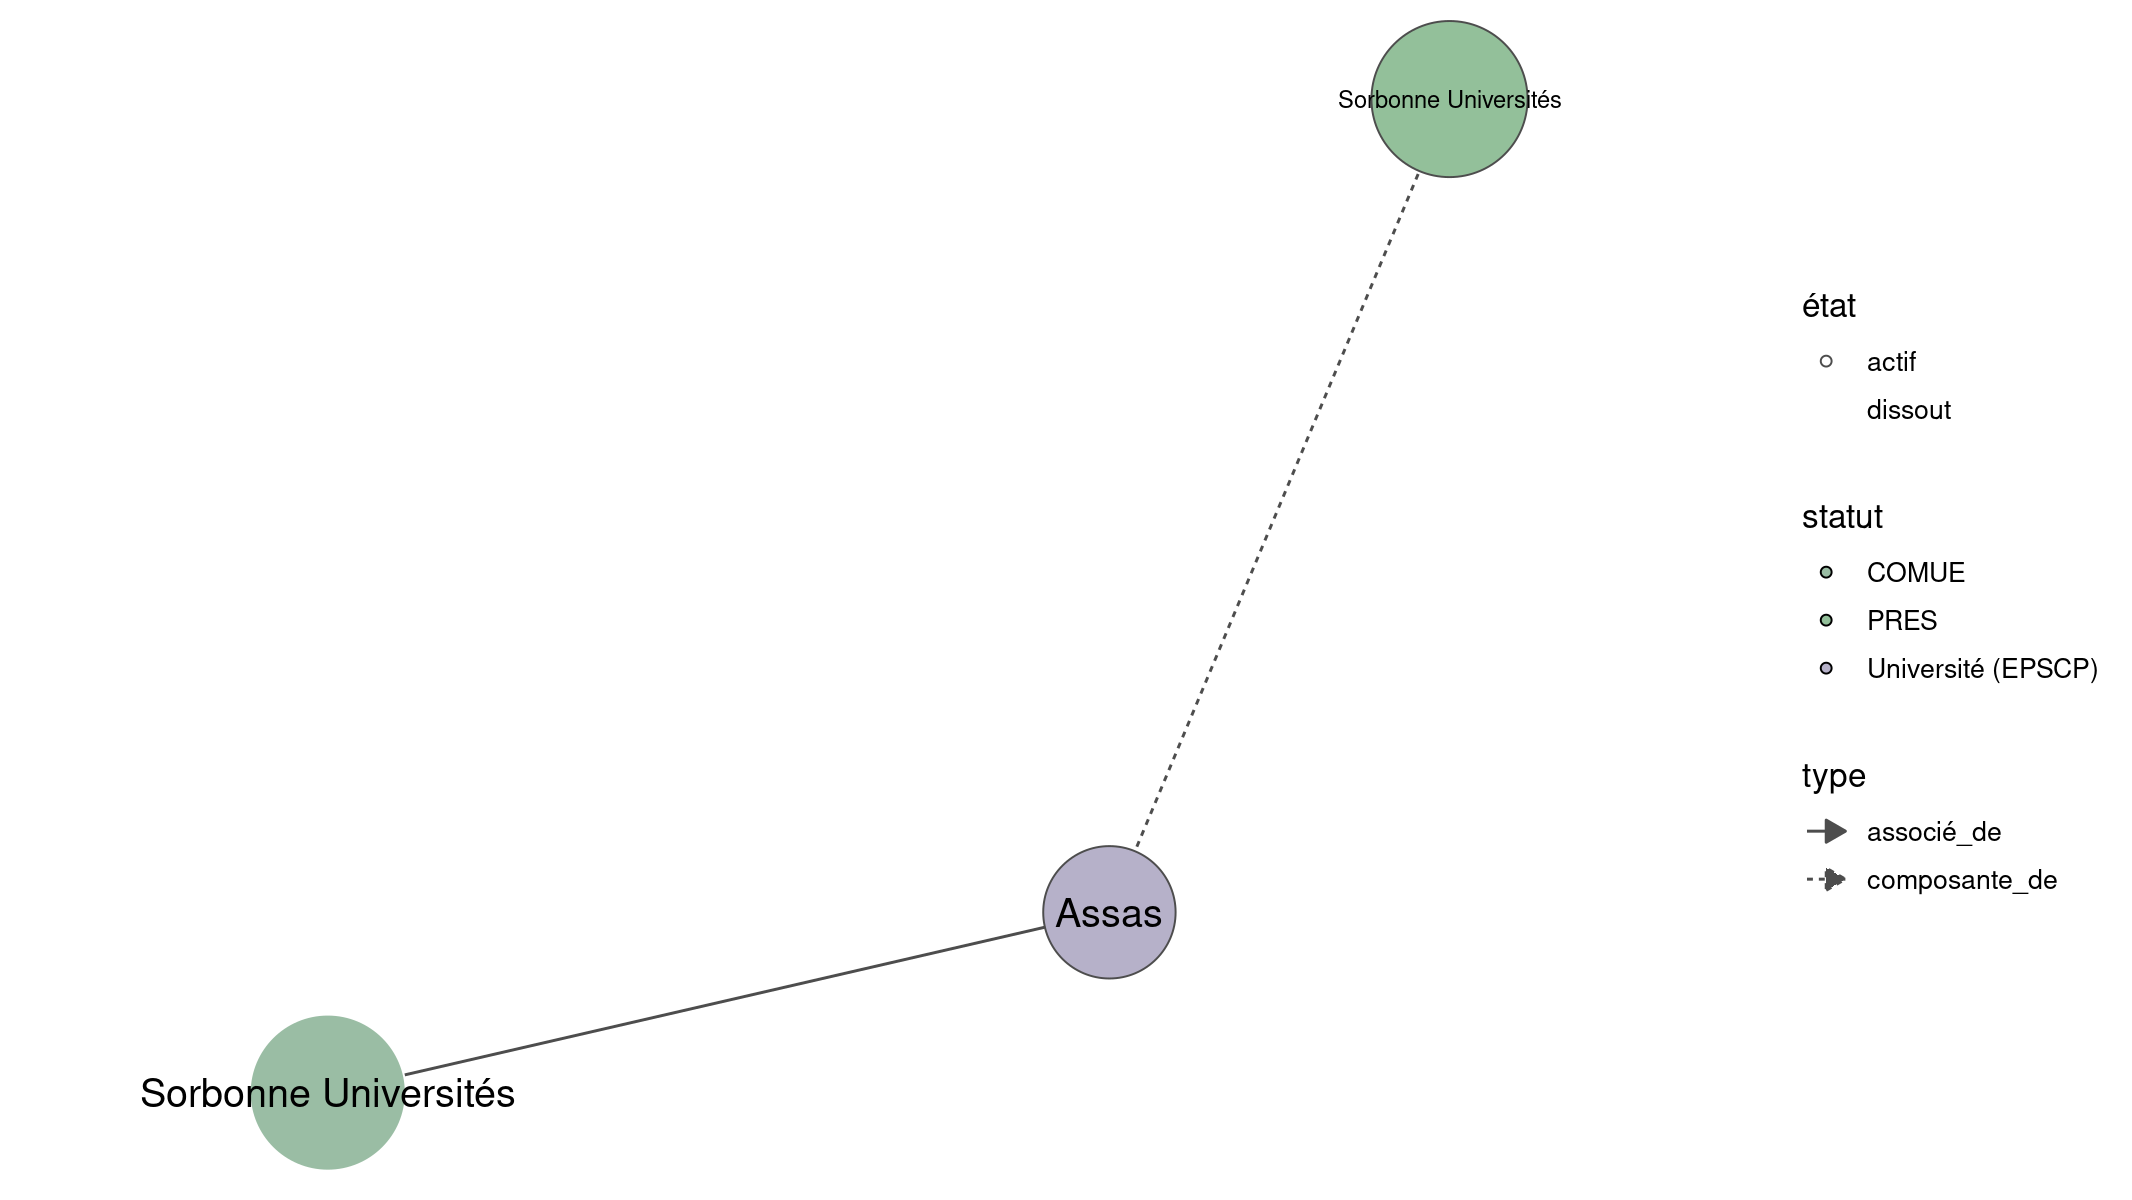 Sorbonne Universités
Assas
Sorbonne Universités
état
actif
dissout
statut
COMUE
PRES
Université (EPSCP)
type
associé_de
composante_de